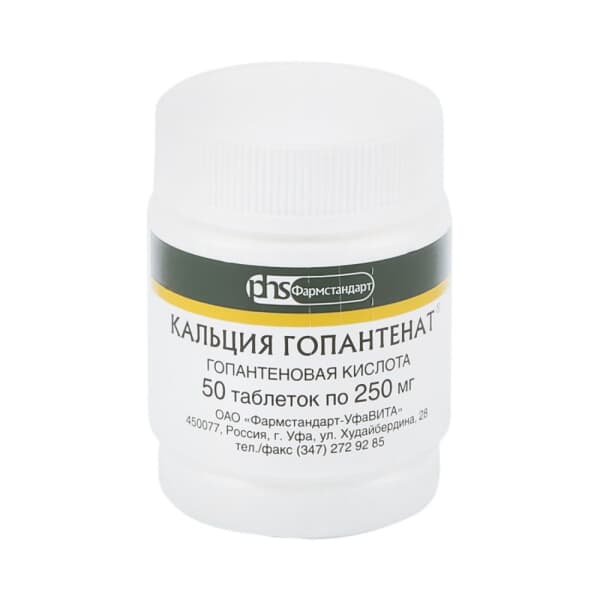 phs Фармстандарт
КАЛЬЦИЯ ГОПАНТЕНАТ®
ГОПАНТЕНОВАЯ КИСЛОТА
50 таблеток по 250 мг
ОАО «Фармстандарт-УфаВИТА»
450077, Россия, г. Уфа, ул. Худайбердина, 28
тел./факс (347) 272 92 85